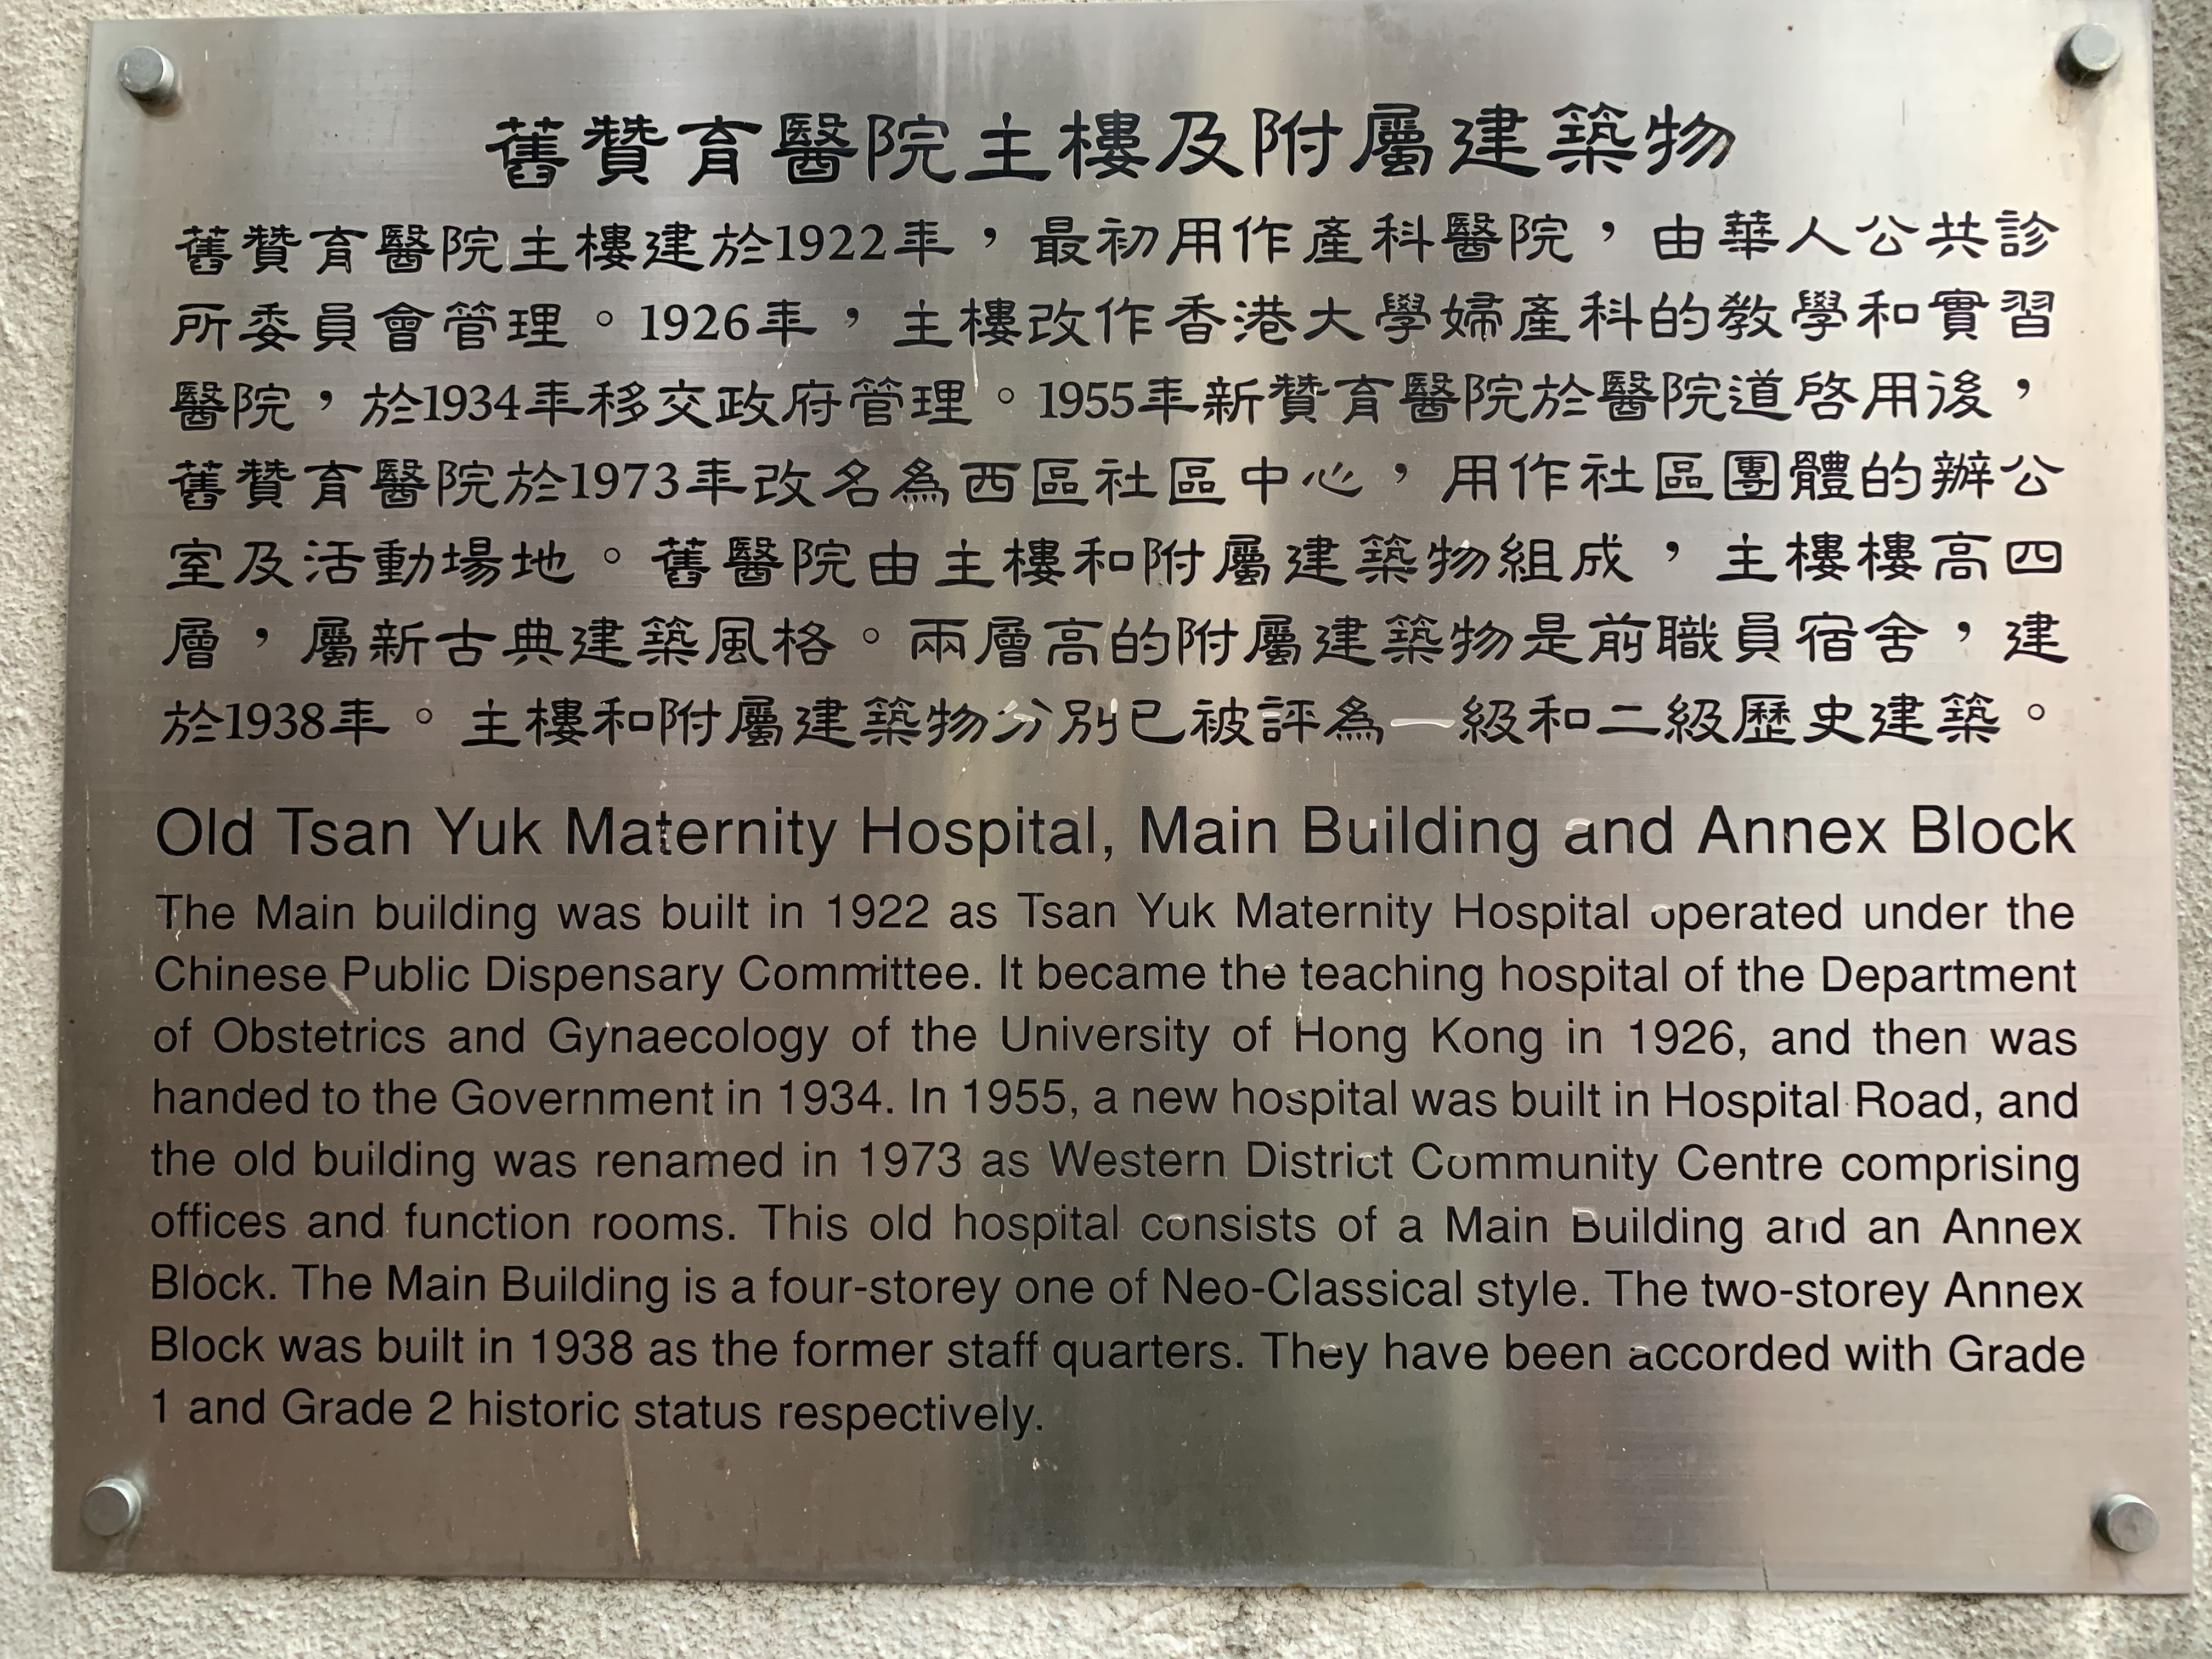 舊贊育醫院主樓及附屬建築物
舊贊育醫院主樓建於1922年，最初用作產科醫院，由華人公共診
所委員會管理。1926年，主樓改作香港大學婦產科的教學和實習
醫院，於1934年移交政府管理。1955年新贊育醫院於醫院道啓用後，
舊贊育醫院於1973年改名為西區社區中心，用作社區團體的辦公
室及活動場地。舊醫院由主樓和附屬建築物組成，主樓樓高四
層，屬新古典建築風格。兩層高的附屬建築物是前職員宿舍，建
於1938年。主樓和附屬建築物分別已被評為一級和二級歷史建築。
Old Tsan Yuk Maternity Hospital, Main Building and Annex Block
The Main building was built in 1922 as Tsan Yuk Maternity Hospital operated under the
Chinese Public Dispensary Committee. It became the teaching hospital of the Department
of Obstetrics and Gynaecology of the University of Hong Kong in 1926, and then was
handed to the Government in 1934. In 1955, a new hospital was built in Hospital Road, and
the old building was renamed in 1973 as Western District Community Centre comprising
offices and function rooms. This old hospital consists of a Main Building and an Annex
Block. The Main Building is a four-storey one of Neo-Classical style. The two-storey Annex
Block was built in 1938 as the former staff quarters. They have been accorded with Grade
1 and Grade 2 historic status respectively.